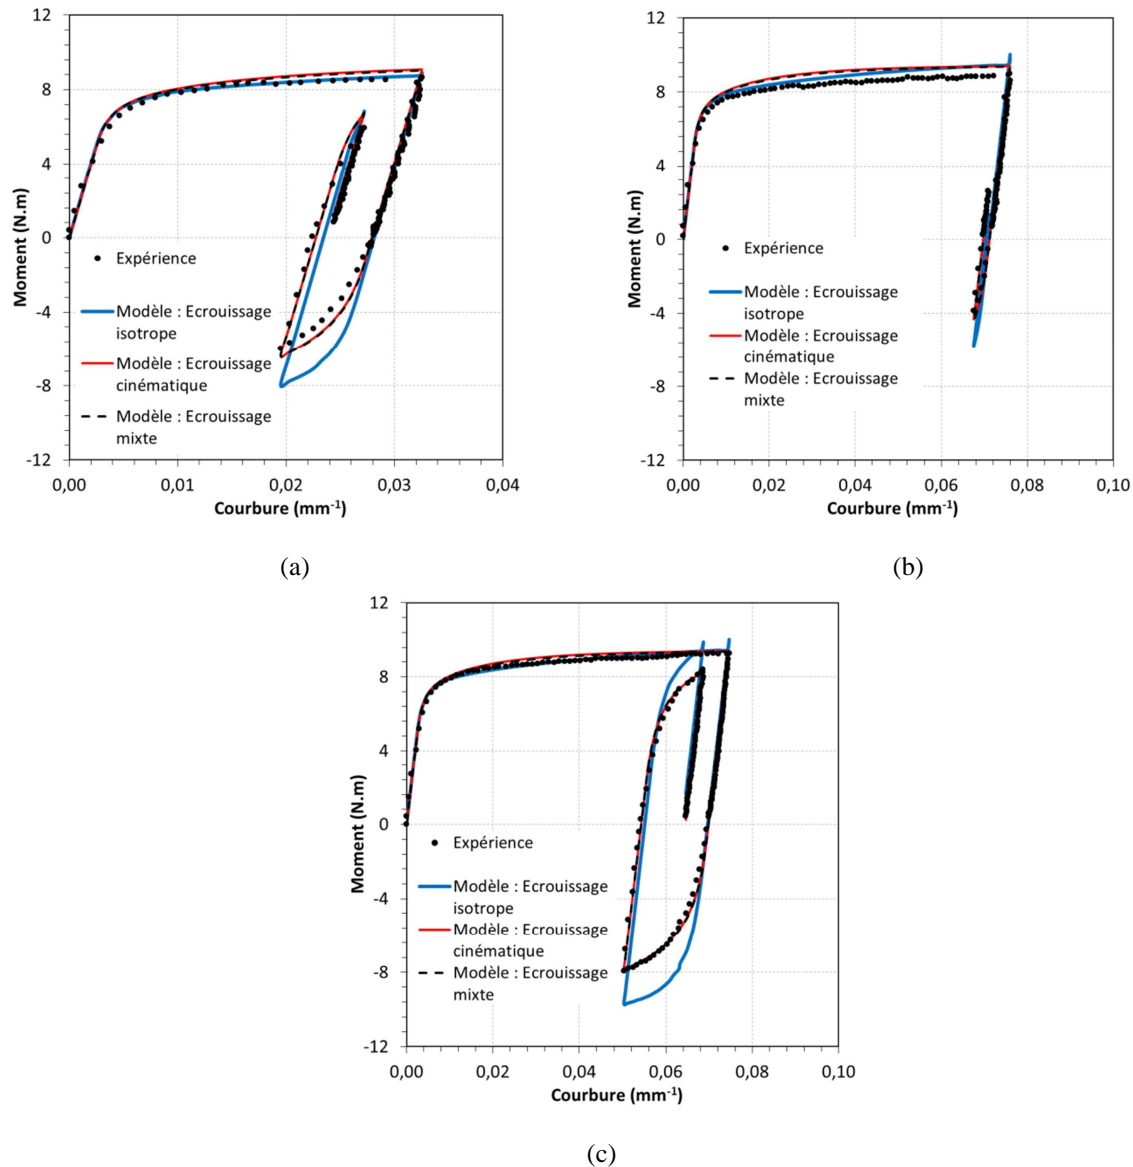 12
8
4
0
-4
-8
-12
Moment (N.m)
Expérience
Modèle : Ecrouissage
isotrope
Modèle : Ecrouissage
cinématique
Modèle : Ecrouissage
mixte
0,00 0,01 0,02 0,03 0,04
Courbure (mm-1)
(a)
12
8
4
0
-4
-8
-12
Moment (N.m)
Expérience
Modèle : Ecrouissage
isotrope
Modèle : Ecrouissage
cinématique
Modèle : Ecrouissage
mixte
0,00 0,02 0,04 0,06 0,08 0,10
Courbure (mm-1)
(b)
12
8
4
0
-4
-8
-12
Moment (N.m)
Expérience
Modèle : Ecrouissage
isotrope
Modèle : Ecrouissage
cinématique
Modèle : Ecrouissage
mixte
0,00 0,02 0,04 0,06 0,08 0,10
Courbure (mm-1)
(c)